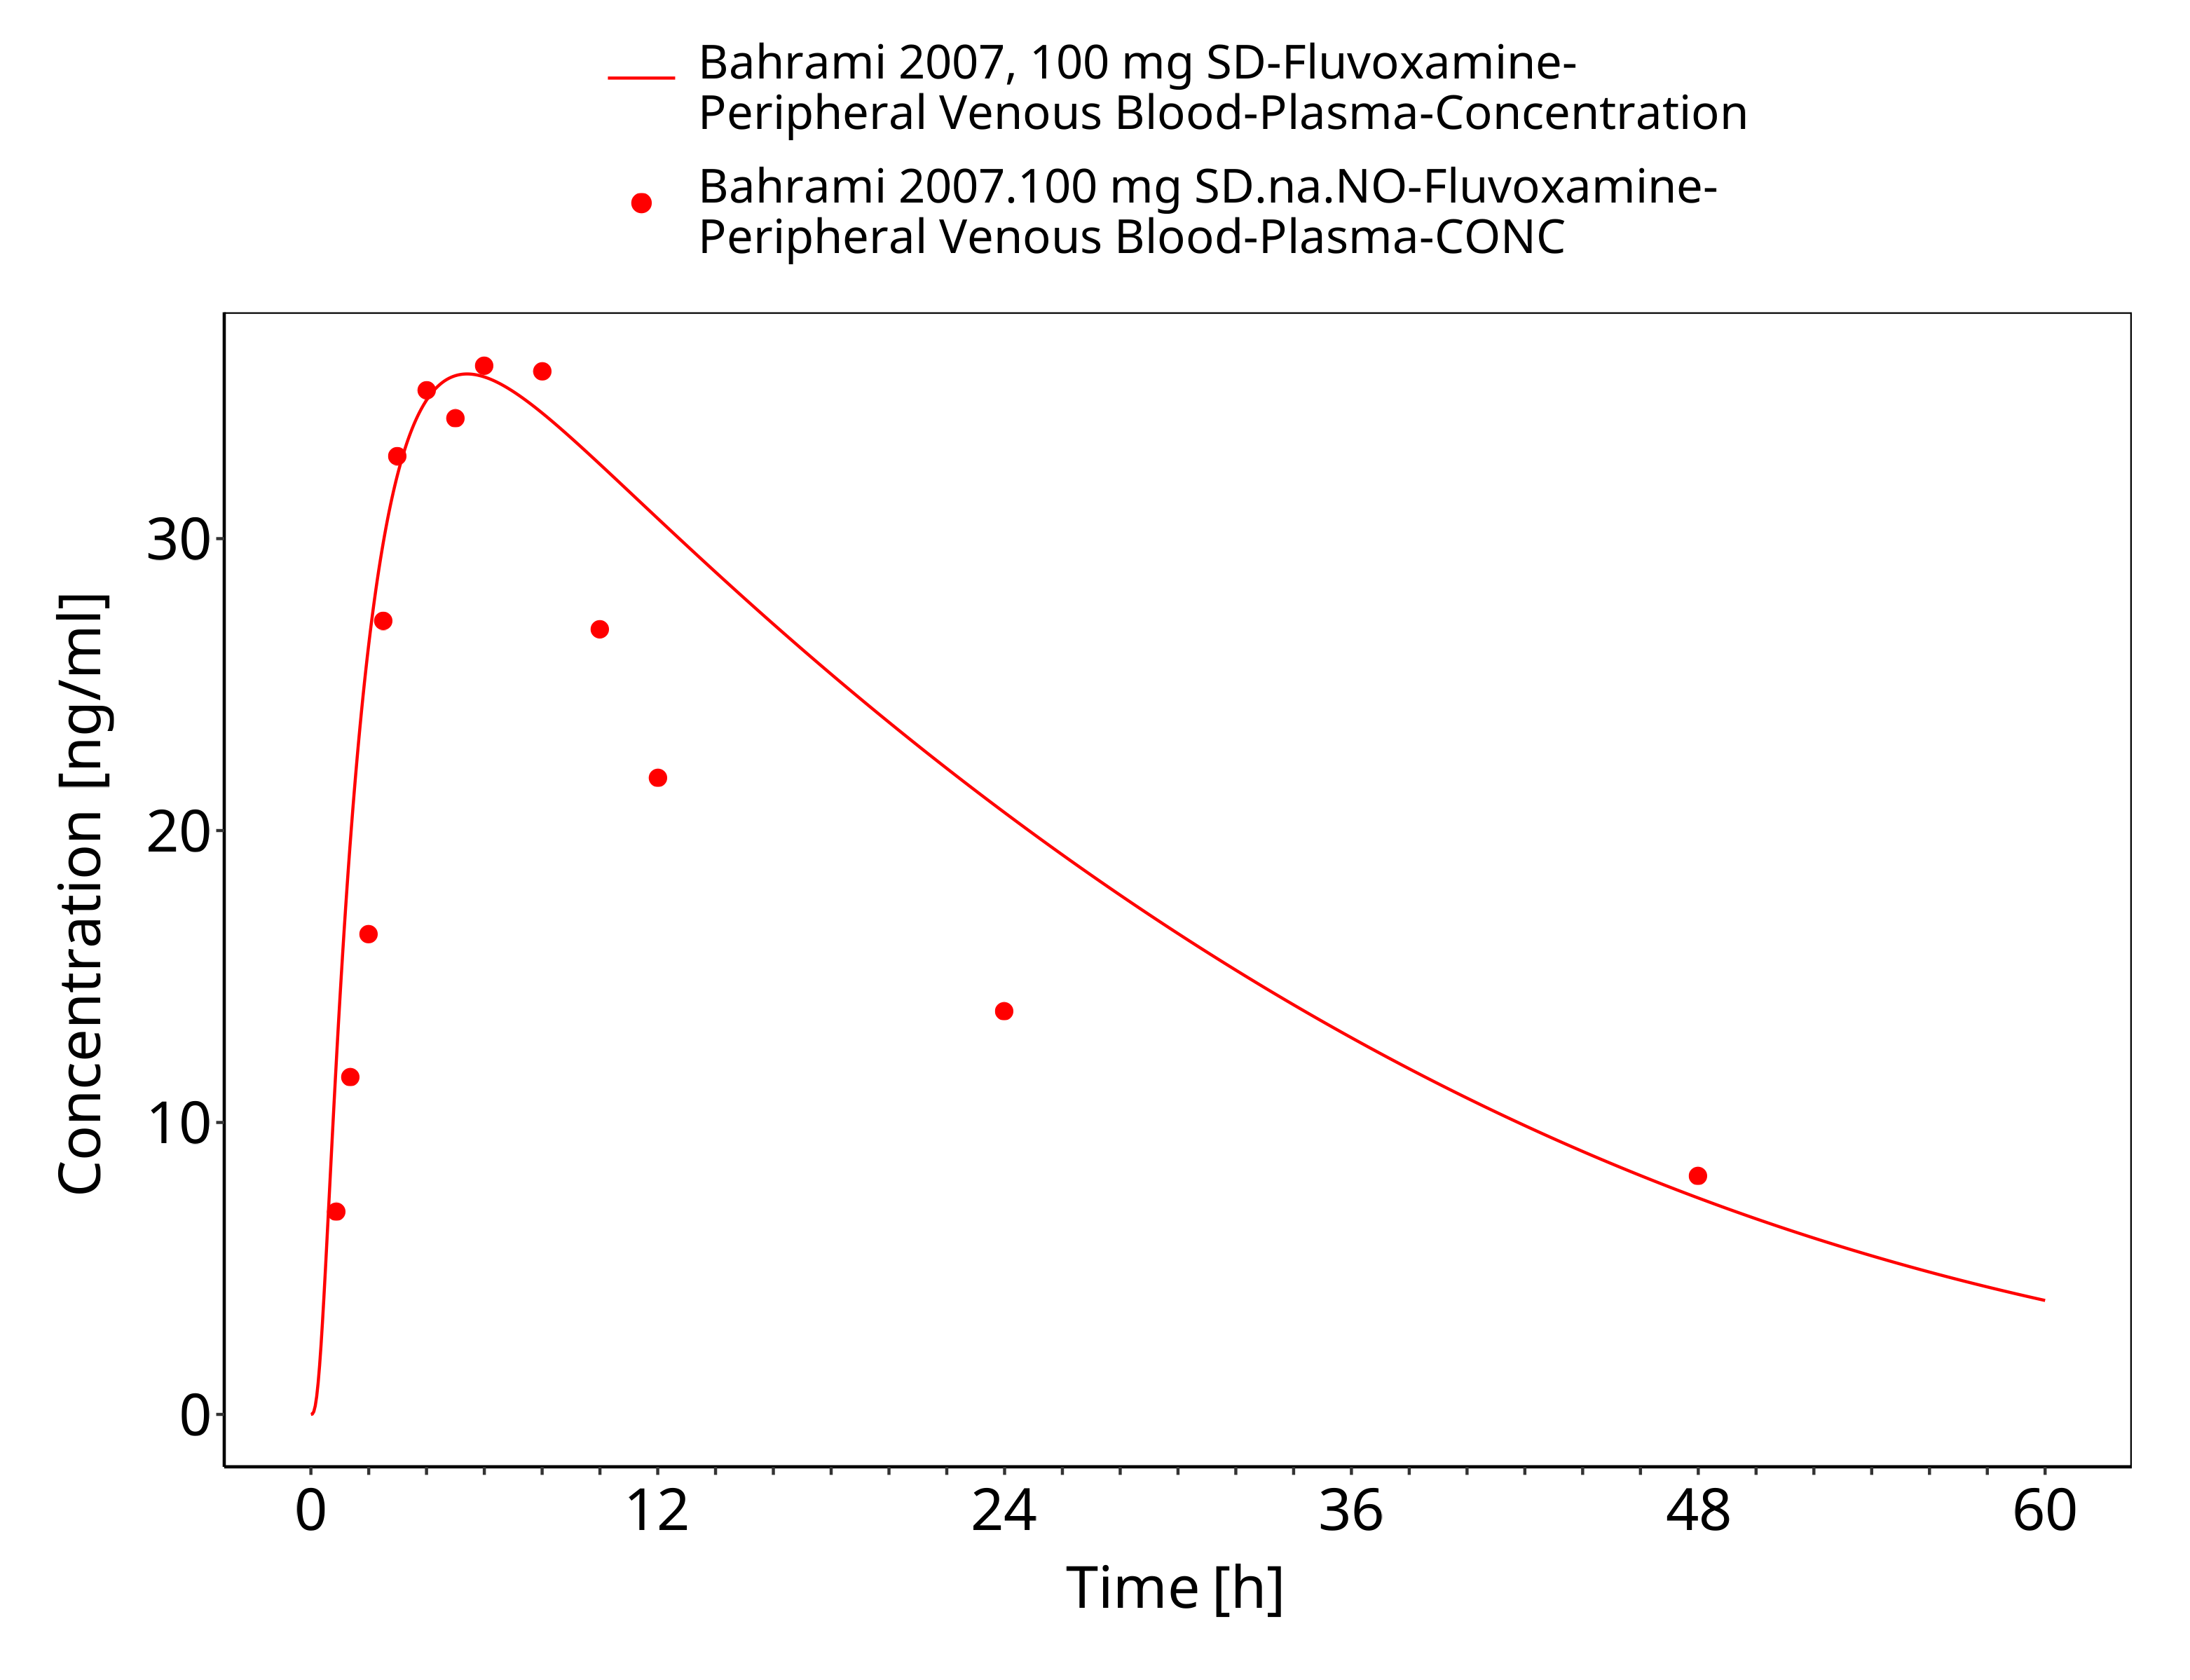 Bahrami 2007, 100 mg SD-Fluvoxamine-
Peripheral Venous Blood-Plasma-Concentration
Bahrami 2007.100 mg SD.na.NO-Fluvoxamine-
Peripheral Venous Blood-Plasma-CONC
Concentration [ng/ml]
30
20
10
0
0 12 24 36 48 60
Time [h]